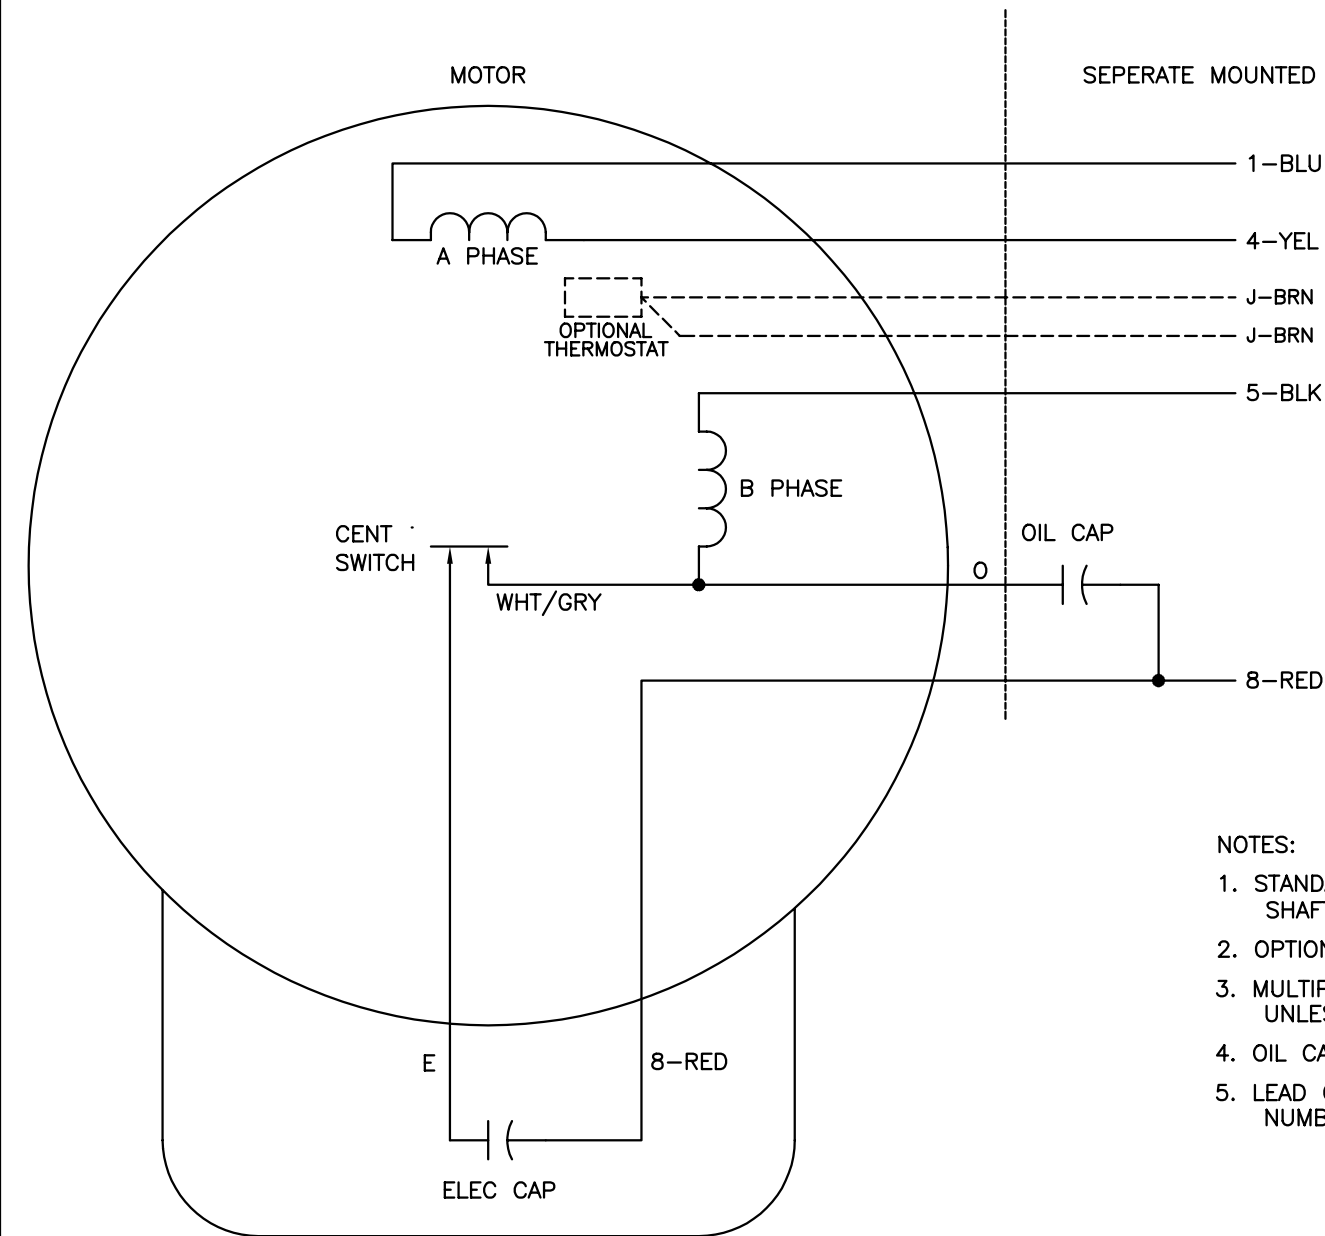 MOTOR
SEPERATE MOUNTED
1-BLU
A PHASE
4-YEL
J-BRN
OPTIONAL
THERMOSTAT
J-BRN
5-BLK
B PHASE
CENT
SWITCH
OIL CAP
O
WHT/GRY
8-RED
NOTES:
1.
2.
3.
4. OIL
5. LEAD
E
8-RED
ELEC CAP